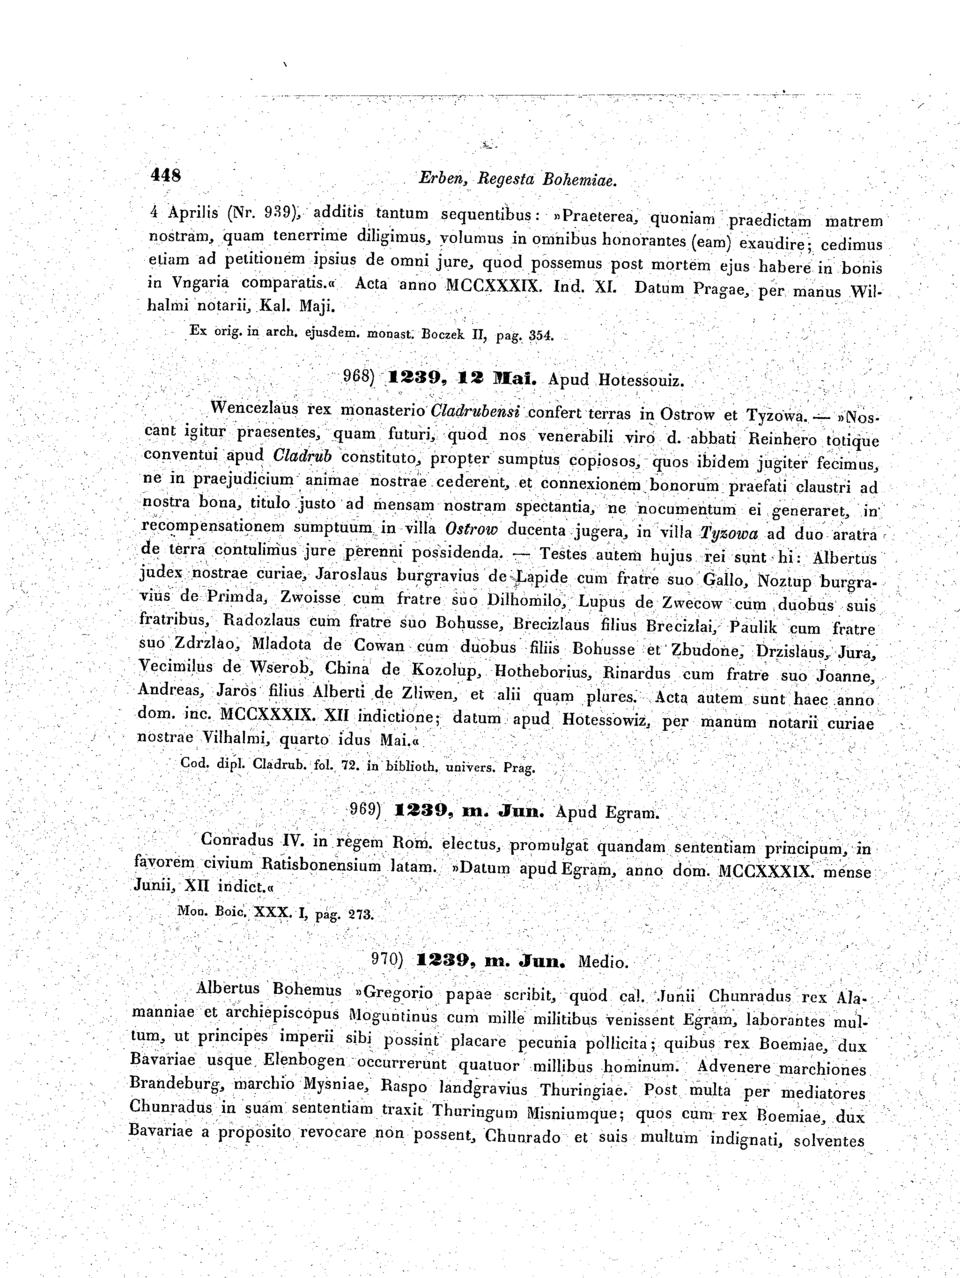 448 Erben, Regesta Bohemiae.
4 Aprilis (Nr. 939), additis tantum sequentibus: »Praeterea, quoniam praedictam matrem
nostram, quam tenerrime diligimus, volumus in omnibus honorantes (eam) exaudire; cedimus
etiam ad petitionem ipsius de omni jure, quod possemus post mortem ejus habere in bonis
in Vngaria comparatis.« Acta anno MCCXXXIX. Ind. XI. Datum Pragae, per manus Wil-
halmi notarii, Kal. Maji.
Ex orig. in arch. ejusdem. monast. Boczek II, pag. 354.
968) 1239, 12 Mai. Apud Hotessouiz.
Wencezlaus rex monasterio Cladrubensi confert terras in Ostrow et Tyzowa. — »Nos-
cant igitur praesentes, quam futuri, quod nos venerabili viro d. abbati Reinhero totique
conventui apud Cladrub constituto, propter sumptus copiosos, quos ibidem jugiter fecimus,
ne in praejudicium animae nostrae cederent, et connexionem bonorum praefati claustri ad
nostra bona, titulo justo ad mensam nostram spectantia, ne nocumentum ei generaret, in
recompensationem sumptuum in villa Ostrow ducenta jugera, in villa Tyzowa ad duo aratra
de terra contulimus jure perenni possidenda. — Testes autem hujus rei sunt hi: Albertus
judex nostrae curiae, Jaroslaus burgravius de Lapide cum fratre suo Gallo, Noztup burgra-
vius de Primda, Zwoisse cum fratre suo Dilhomilo, Lupus de Zwecow cum duobus suis
fratribus, Radozlaus cum fratre suo Bohusse, Brecizlaus filius Brecizlai, Paulik cum fratre
suo Zdrzlao, Mladota de Cowan cum duobus filiis Bohusse et Zbudone, Drzislaus, Jura,
Vecimilus de Wserob, China de Kozolup, Hotheborius, Rinardus cum fratre suo Joanne,
Andreas, Jaros filius Alberti de Zliwen, et alii quam plures. Acta autem sunt haec anno
dom. inc. MCCXXXIX. XII indictione; datum apud Hotessowiz, per manum notarii curiae
nostrae Vilhalmi, quarto idus Mai.«
Cod. dipl. Cladrub. fol. 72. in biblioth. univers. Prag.
969) 1239, m. Jun. Apud Egram.
Conradus IV. in regem Rom. electus, promulgat quandam sententiam principum, in
favorem civium Ratisbonensium latam. »Datum apud Egram, anno dom. MCCXXXIX. mense
Junii, XII indict.«
Mon. Boic. XXX. I, pag. 273.
970) 1239, m. Jun. Medio.
Albertus Bohemus »Gregorio papae scribit, quod cal. Junii Chunradus rex Ala-
manniae et archiepiscopus Moguntinus cum mille militibus venissent Egram, laborantes mul-
tum, ut principes imperii sibi possint placare pecunia pollicita; quibus rex Boemiae, dux
Bavariae usque Elenbogen occurrerunt quatuor millibus hominum. Advenere marchiones
Brandeburg, marchio Mysniae, Raspo landgravius Thuringiae. Post multa per mediatores
Chunradus in suam sententiam traxit Thuringum Misniumque; quos cum rex Boemiae, dux
Bavariae a proposito revocare non possent, Chunrado et suis multum indignati, solventes